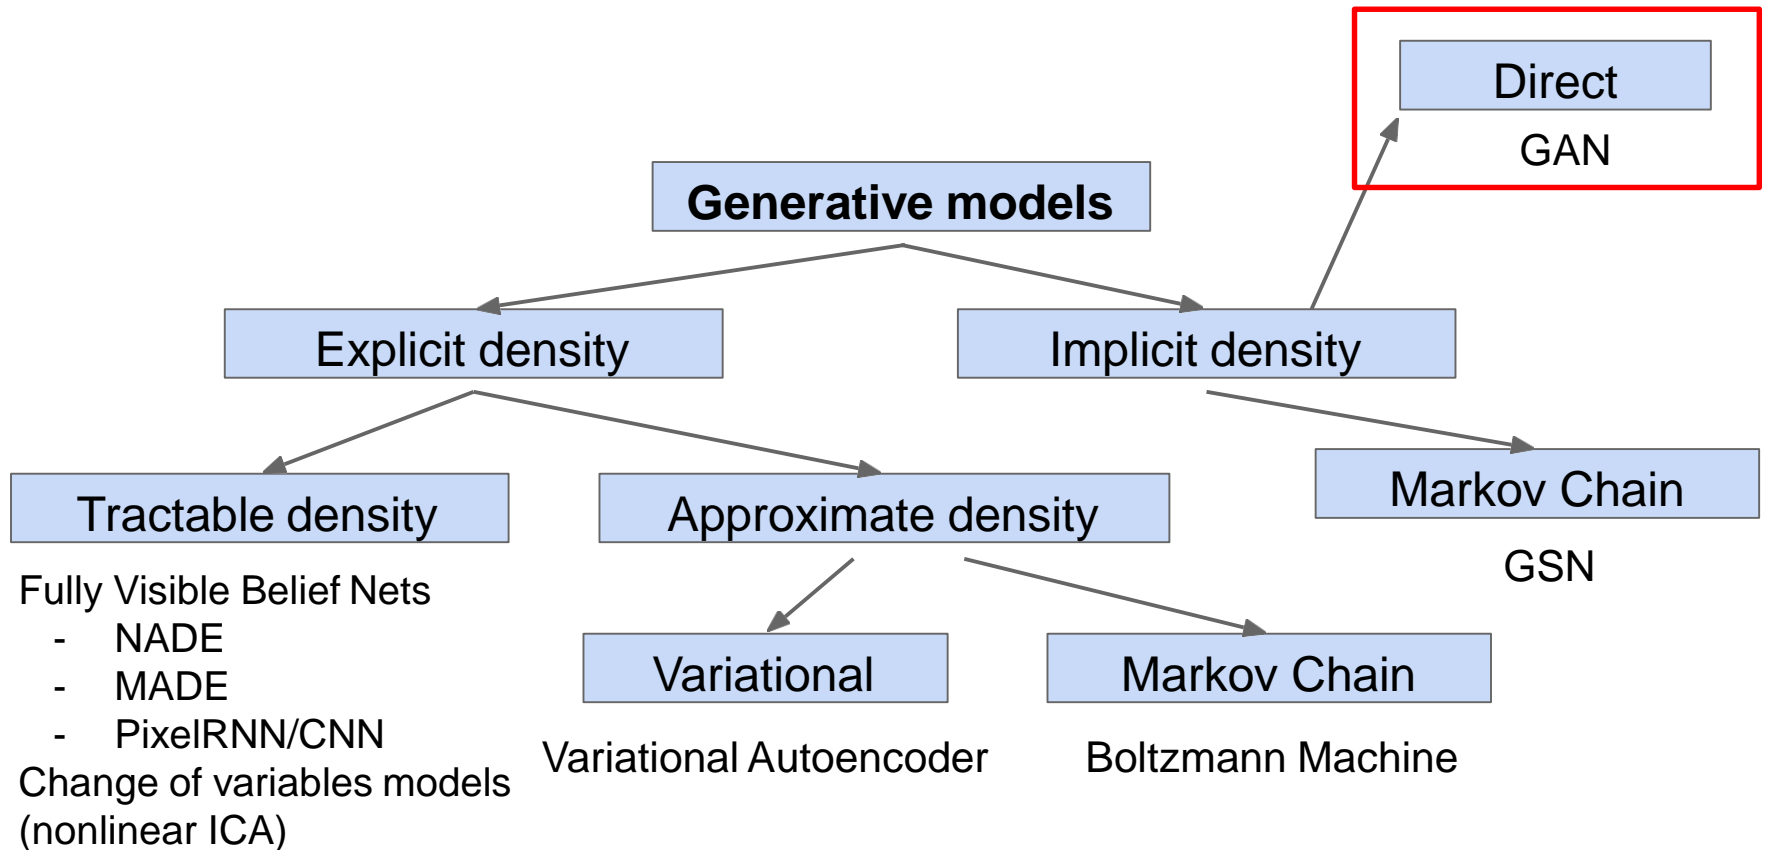 Direct
GAN
Generative models
Explicit density
Implicit density
Tractable density
Approximate density
Markov Chain
GSN
Fully Visible Belief Nets
- NADE
- MADE
- PixelRNN/CNN
Change of variables models
(nonlinear ICA)
Variational
Markov Chain
Variational Autoencoder
Boltzmann Machine